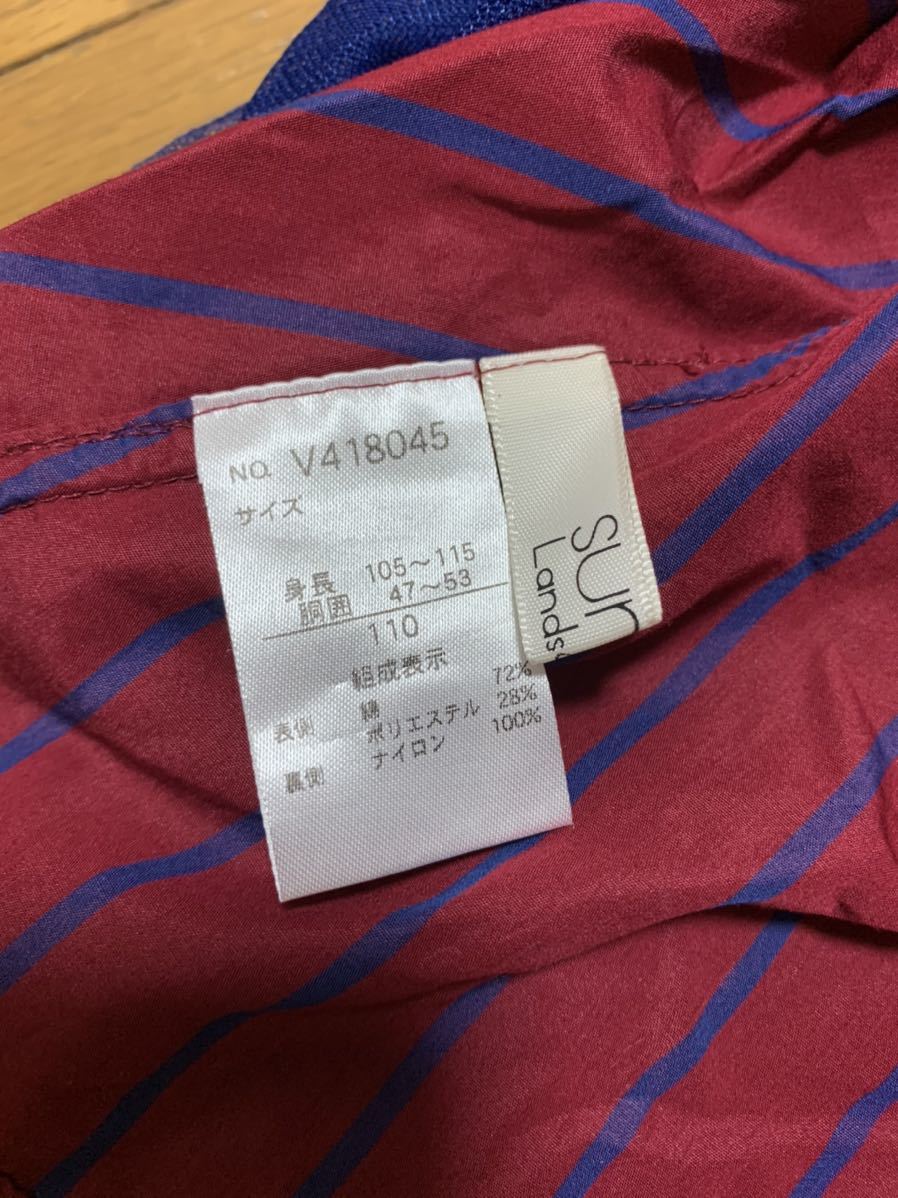 NO. V418045
サイズ
身長 105~115
胴囲 47~53
110
組成表示
表側 綿 72%
ポリエステル 28%
裏側 ナイロン 100%
sur
Lands